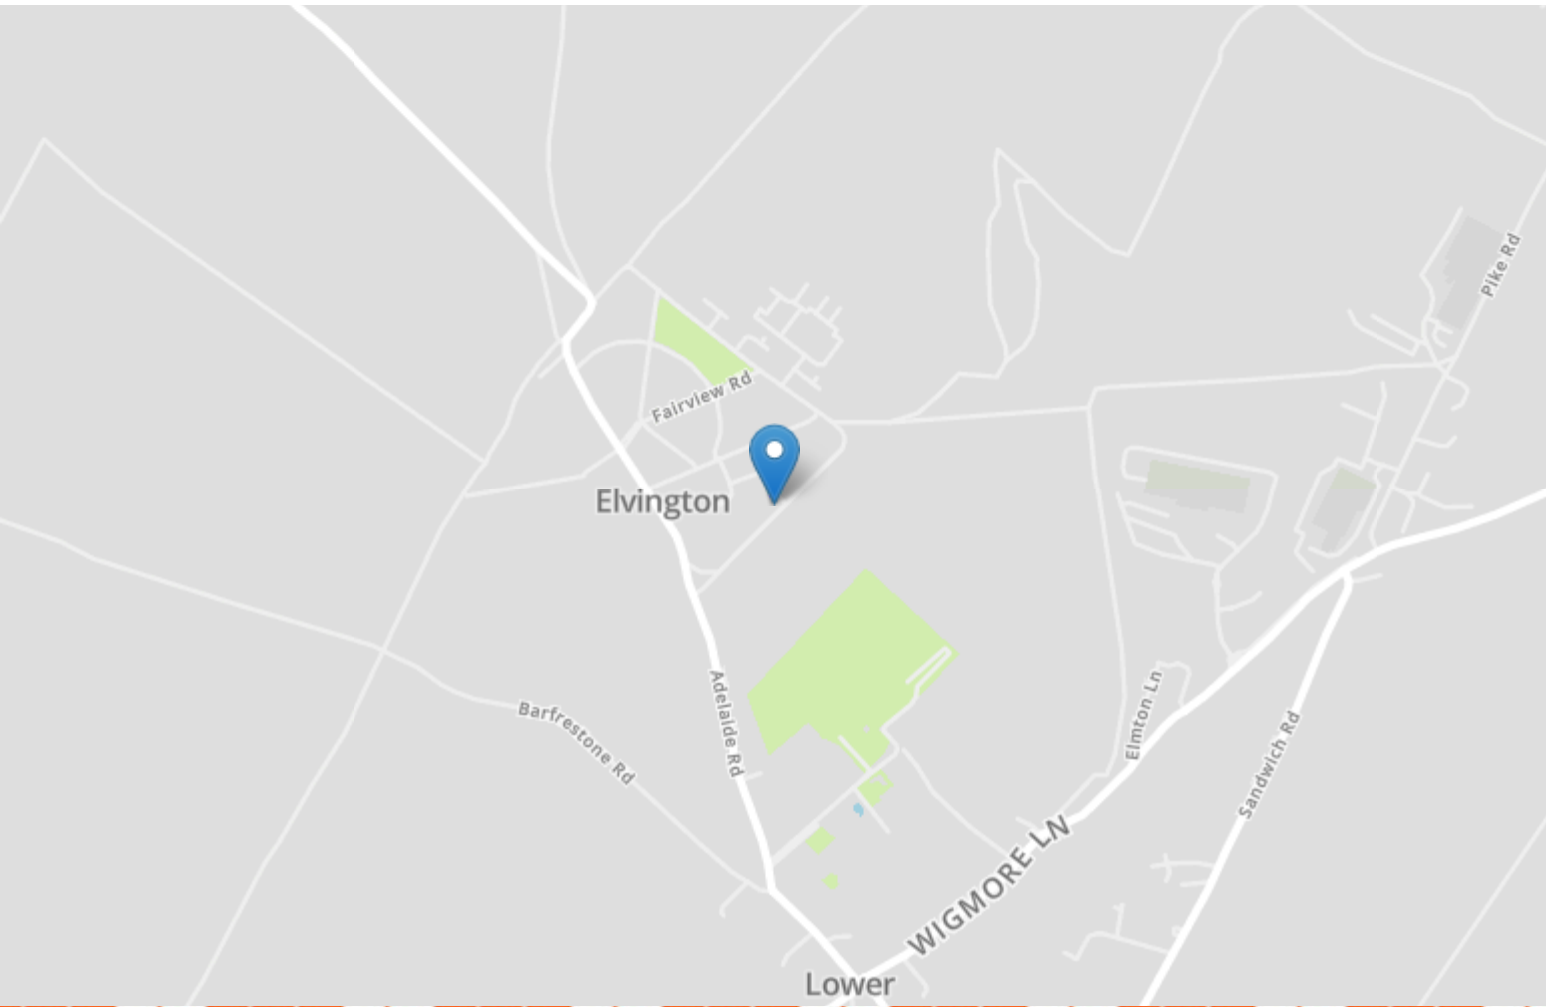 Pike Rd
Fairview Rd
Elvington
Adelaide Rd
Barfrestone Rd
Elmton Ln
Sandwich Rd
WIGMORE LN
Lower